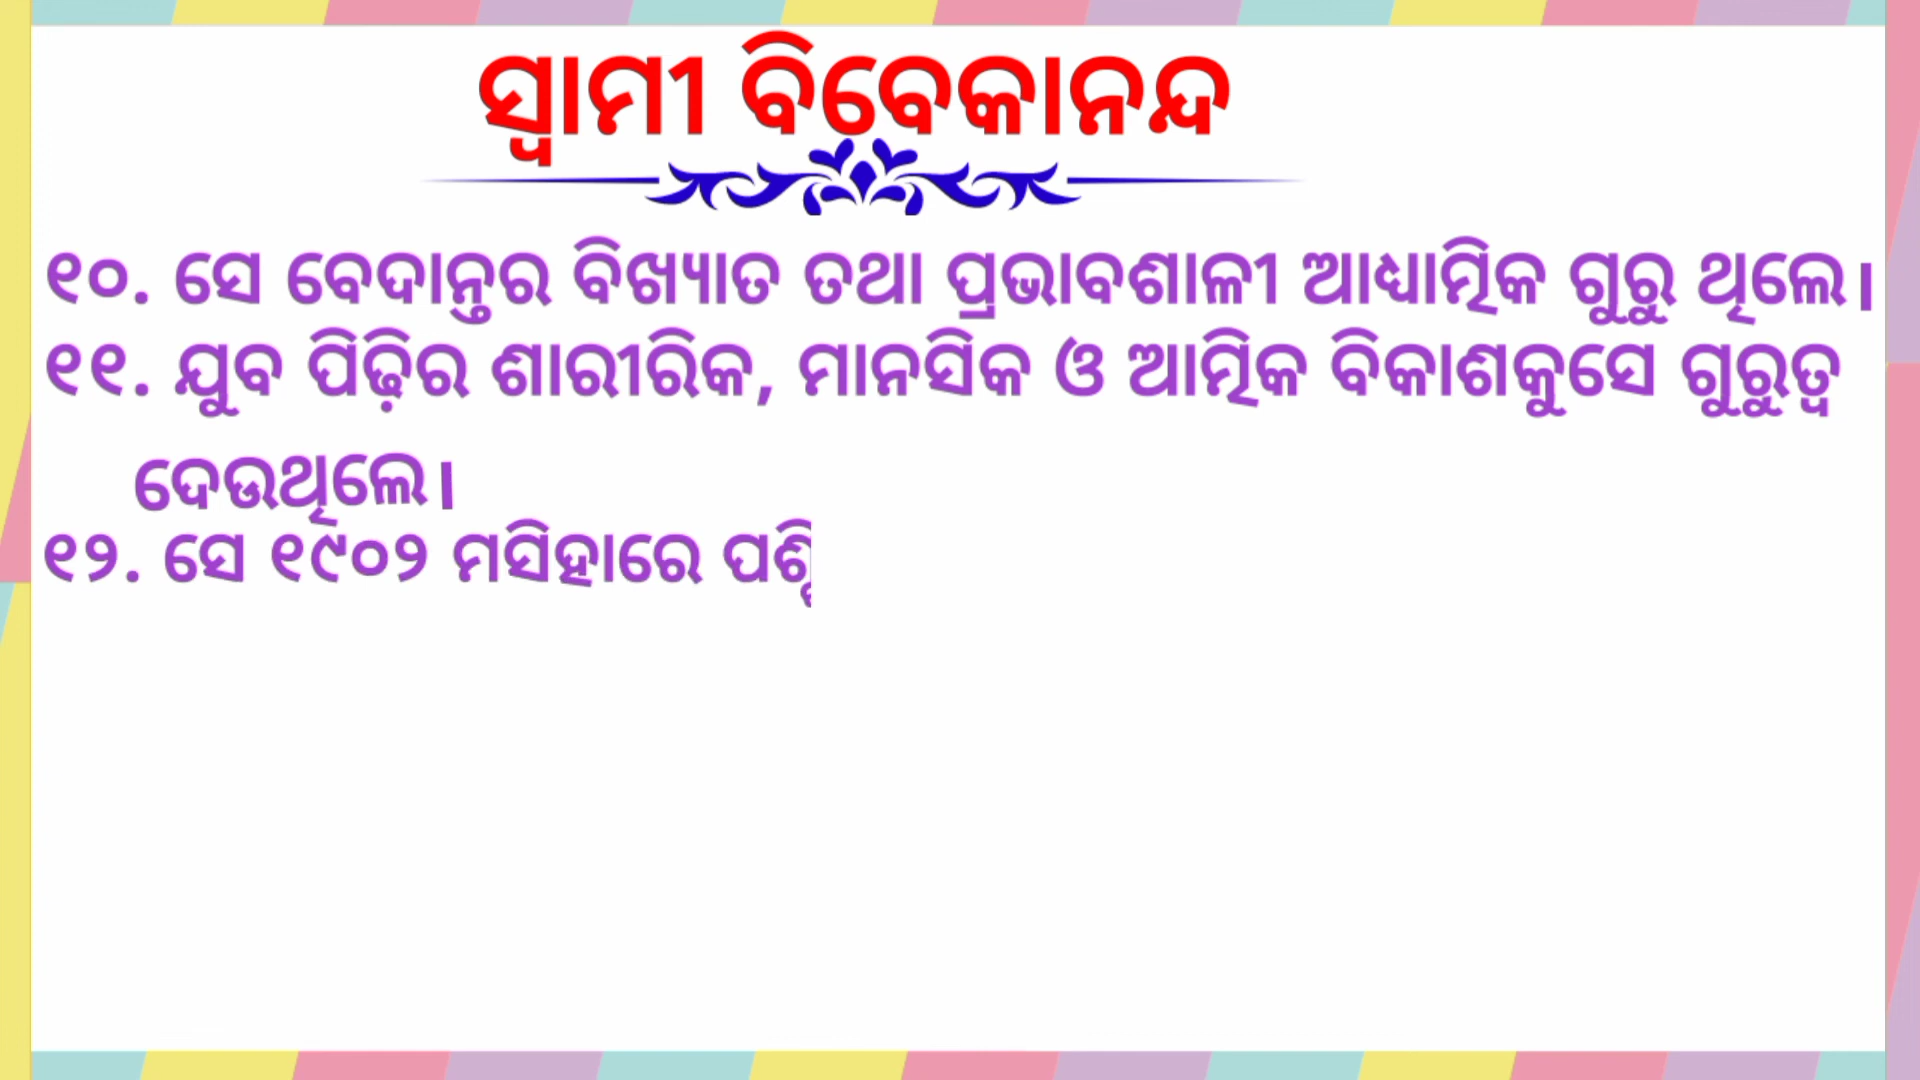 ସ୍ୱାମୀ ବିବେକାନନ୍ଦ
୧୦. ସେ ବେଦାନ୍ତର ବିଖ୍ୟାତ ତଥା ପ୍ରଭାବଶାଳୀ ଆଧ୍ୟାତ୍ମିକ ଗୁରୁ ଥିଲେ।
୧୧. ଯୁବ ପିଢ଼ିର ଶାରୀରିକ, ମାନସିକ ଓ ଆତ୍ମିକ ବିକାଶକୁସେ ଗୁରୁତ୍ୱ
ଦେଉଥିଲେ।
୧୨. ସେ ୧୯୦୨ ମସିହାରେ